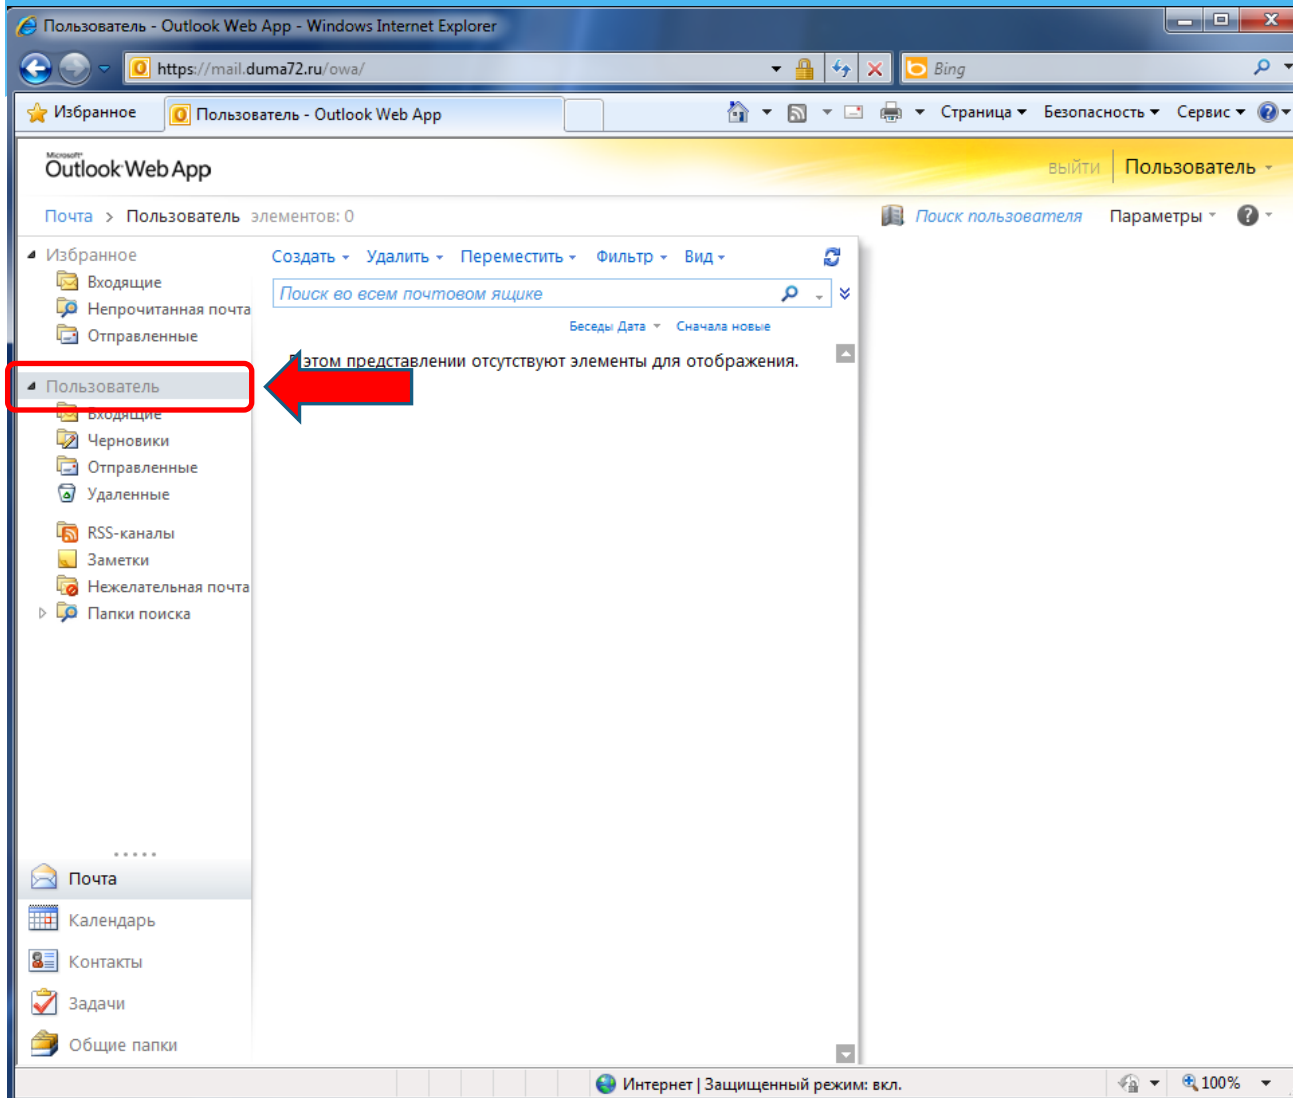 Пользователь - Outlook Web App - Windows Internet Explorer
https://mail.duma72.ru/owa/
Bing
Избранное
Пользователь - Outlook Web App
Страница
Безопасность
Сервис
Microsoft
Outlook Web App
выйти
Пользователь
Почта > Пользователь элементов: 0
Поиск пользователя
Параметры
Избранное
Входящие
Непрочитанная почта
Отправленные
Пользователь
Входящие
Черновики
Отправленные
Удаленные
RSS-каналы
Заметки
Нежелательная почта
Папки поиска
Создать Удалить Переместить Фильтр Вид
Поиск во всем почтовом ящике
Беседы Дата Сначала новые
этом представлении отсутствуют элементы для отображения.
Почта
Календарь
Контакты
Задачи
Общие папки
Интернет | Защищенный режим: вкл.
100%